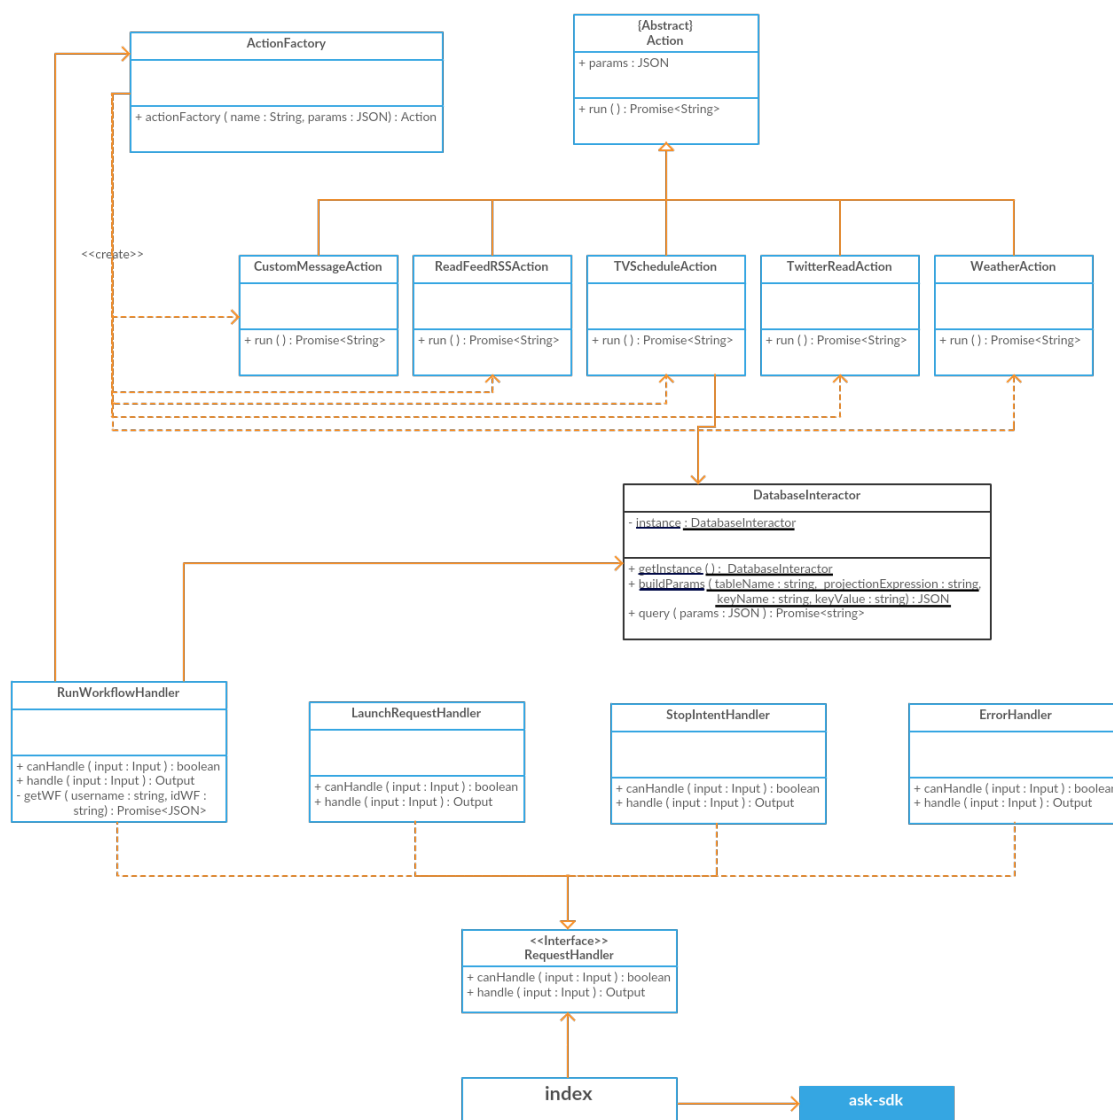 ActionFactory
+ actionFactory ( name : String, params : JSON) : Action
{Abstract}
Action
+ params : JSON
+ run ( ) : Promise<String>
<<create>>
CustomMessageAction
+ run ( ) : Promise<String>
ReadFeedRSSAction
+ run ( ) : Promise<String>
TVScheduleAction
+ run ( ) : Promise<String>
TwitterReadAction
+ run ( ) : Promise<String>
WeatherAction
+ run ( ) : Promise<String>
DatabaseInteractor
- instance : DatabaseInteractor
+ getInstance ( ) : DatabaseInteractor
+ buildParams ( tableName : string, projectionExpression : string,
keyName : string, keyValue : string) : JSON
+ query ( params : JSON ) : Promise<string>
RunWorkflowHandler
+ canHandle ( input : Input ) : boolean
+ handle ( input : Input ) : Output
- getWF ( username : string, idWF :
string) : Promise<JSON>
LaunchRequestHandler
+ canHandle ( input : Input ) : boolean
+ handle ( input : Input ) : Output
StopIntentHandler
+ canHandle ( input : Input ) : boolean
+ handle ( input : Input ) : Output
ErrorHandler
+ canHandle ( input : Input ) : boolean
+ handle ( input : Input ) : Output
<<Interface>>
RequestHandler
+ canHandle ( input : Input ) : boolean
+ handle ( input : Input ) : Output
index
ask-sdk